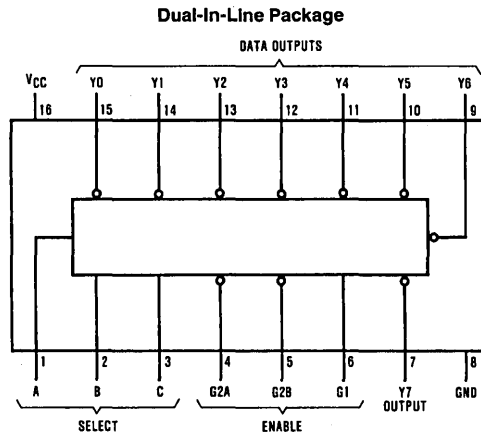 Dual-In-Line Package
DATA OUTPUTS
VCC Y0 Y1 Y2 Y3 Y4 Y5 Y6
16 15 14 13 12 11 10 9
1 2 3 4 5 6 7 8
A B C G2A G2B G1 Y7 GND
OUTPUT
SELECT ENABLE